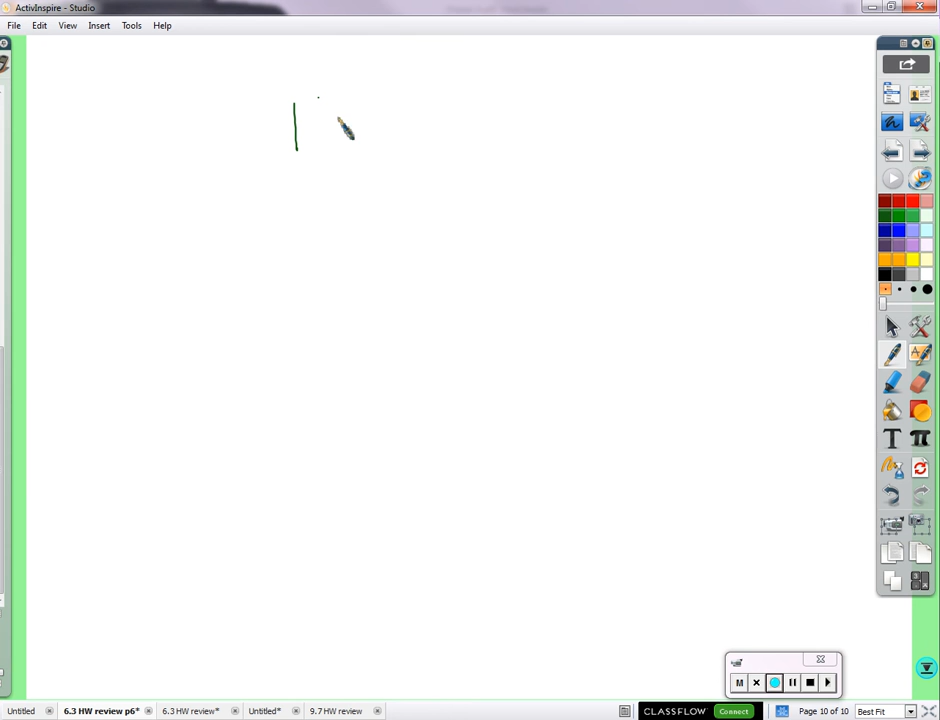 ActivInspire - Studio
File Edit View Insert Tools Help
M
Untitled 6.3 HW review p6* 6.3 HW review* Untitled* 9.7 HW review CLASSFLOW Connect Page 10 of 10 Best Fit